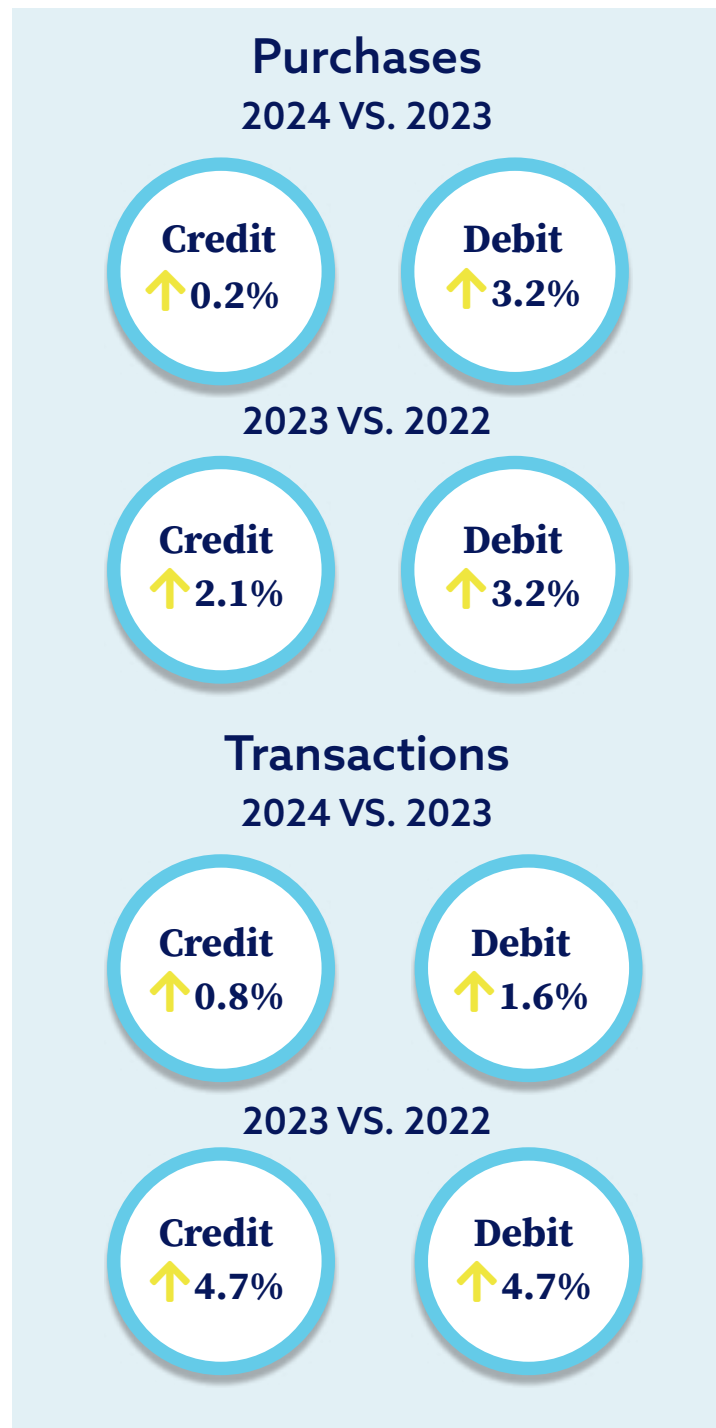 Purchases
2024 VS. 2023
Credit
↑0.2%
Debit
↑3.2%
2023 VS. 2022
Credit
↑2.1%
Debit
↑3.2%
Transactions
2024 VS. 2023
Credit
↑0.8%
Debit
↑1.6%
2023 VS. 2022
Credit
↑4.7%
Debit
↑4.7%